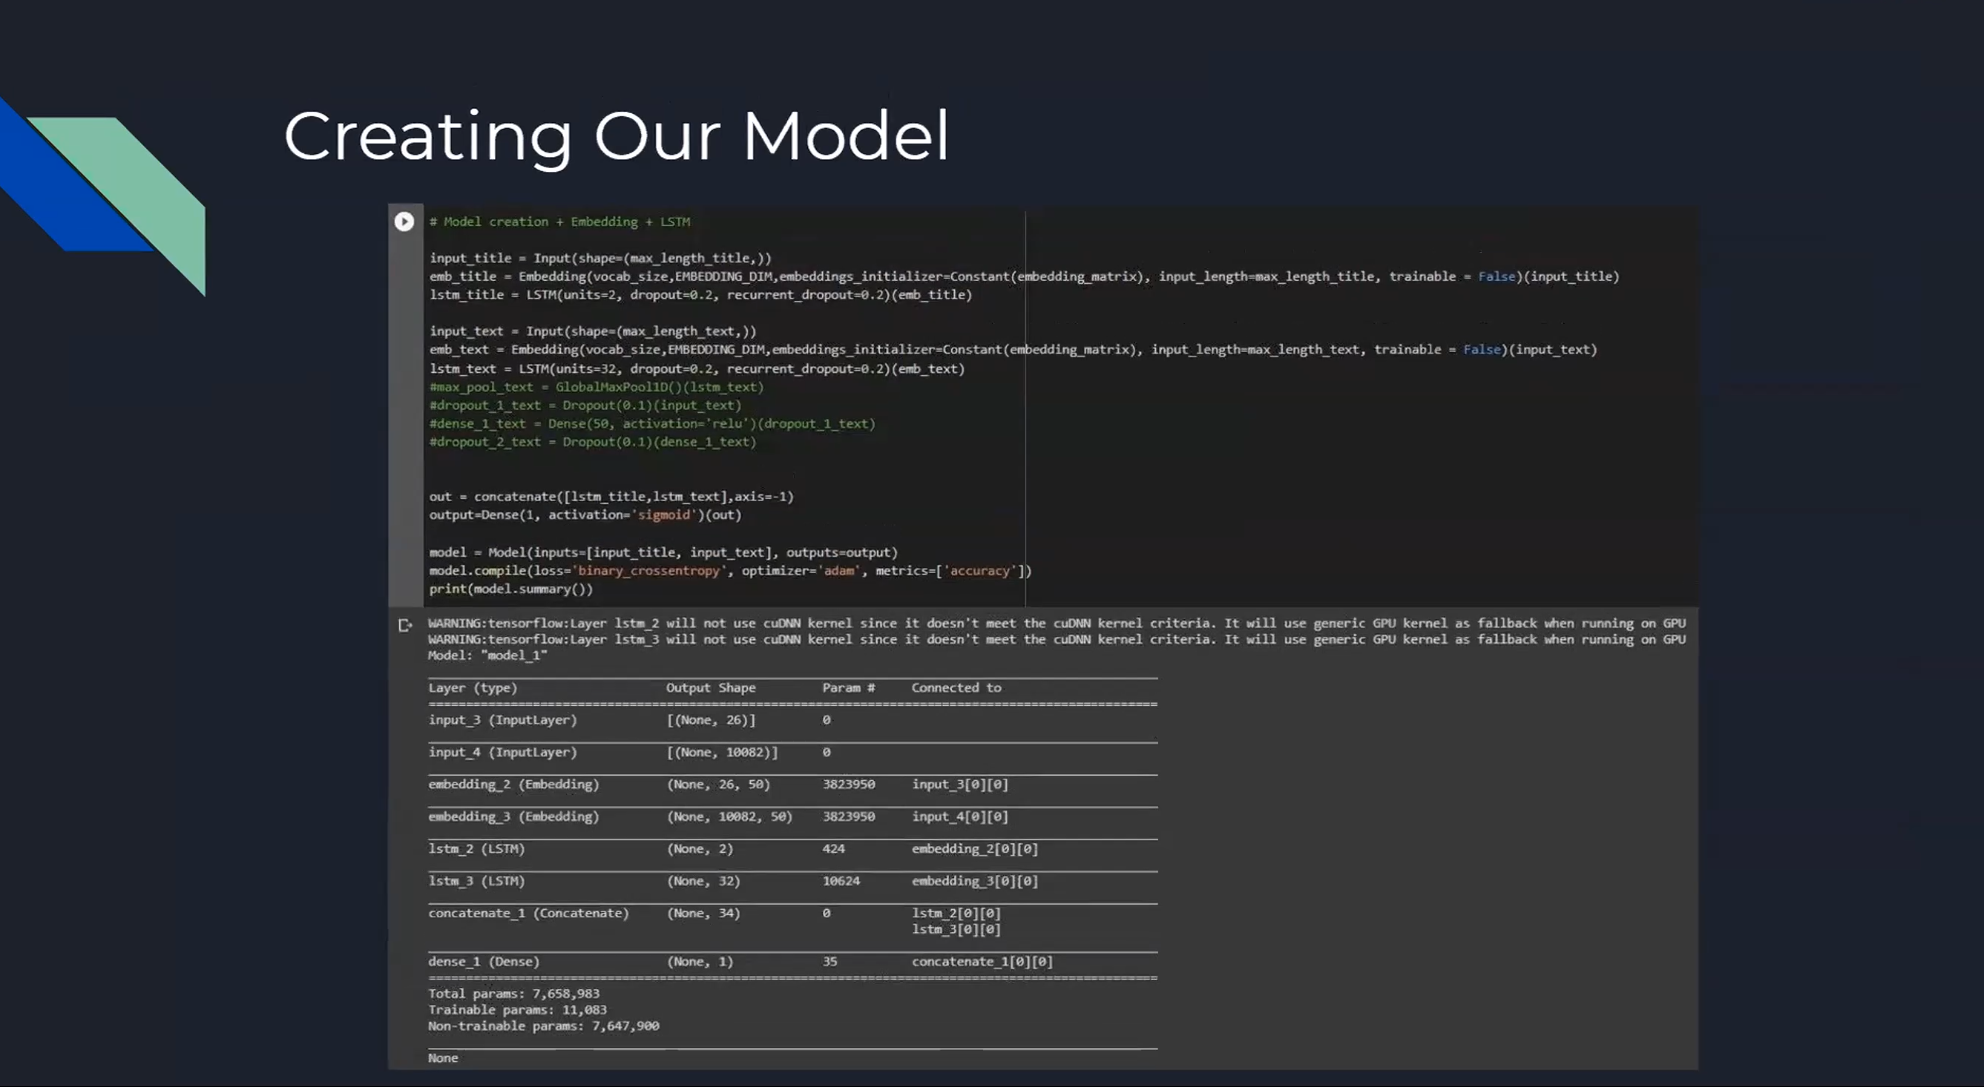 Creating Our Model
# Model creation + Embedding + LSTM
input_title = Input(shape=(max_length_title,))
emb_title = Embedding(vocab_size,EMBEDDING_DIM,embeddings_initializer=Constant(embedding_matrix), input_length=max_length_title, trainable = False)(input_title)
lstm_title = LSTM(units=2, dropout=0.2, recurrent_dropout=0.2)(emb_title)
input_text = Input(shape=(max_length_text,))
emb_text = Embedding(vocab_size,EMBEDDING_DIM,embeddings_initializer=Constant(embedding_matrix), input_length=max_length_text, trainable = False)(input_text)
lstm_text = LSTM(units=32, dropout=0.2, recurrent_dropout=0.2)(emb_text)
#max_pool_text = GlobalMaxPool1D()(lstm_text)
#dropout_1_text = Dropout(0.1)(input_text)
#dense_1_text = Dense(50, activation='relu')(dropout_1_text)
#dropout_2_text = Dropout(0.1)(dense_1_text)
out = concatenate([lstm_title,lstm_text],axis=-1)
output=Dense(1, activation='sigmoid')(out)
model = Model(inputs=[input_title, input_text], outputs=output)
model.compile(loss='binary_crossentropy', optimizer='adam', metrics=['accuracy'])
print(model.summary())
WARNING:tensorflow:Layer lstm_2 will not use cuDNN kernel since it doesn't meet the cuDNN kernel criteria. It will use generic GPU kernel as fallback when running on GPU
WARNING:tensorflow:Layer lstm_3 will not use cuDNN kernel since it doesn't meet the cuDNN kernel criteria. It will use generic GPU kernel as fallback when running on GPU
Model: "model_1"
Layer (type) Output Shape Param # Connected to
input_3 (InputLayer) [(None, 26)] 0
input_4 (InputLayer) [(None, 10082)] 0
embedding_2 (Embedding) (None, 26, 50) 3823950 input_3[0][0]
embedding_3 (Embedding) (None, 10082, 50) 3823950 input_4[0][0]
lstm_2 (LSTM) (None, 2) 424 embedding_2[0][0]
lstm_3 (LSTM) (None, 32) 10624 embedding_3[0][0]
concatenate_1 (Concatenate) (None, 34) 0 lstm_2[0][0]
lstm_3[0][0]
dense_1 (Dense) (None, 1) 35 concatenate_1[0][0]
Total params: 7,658,983
Trainable params: 11,083
Non-trainable params: 7,647,900
None